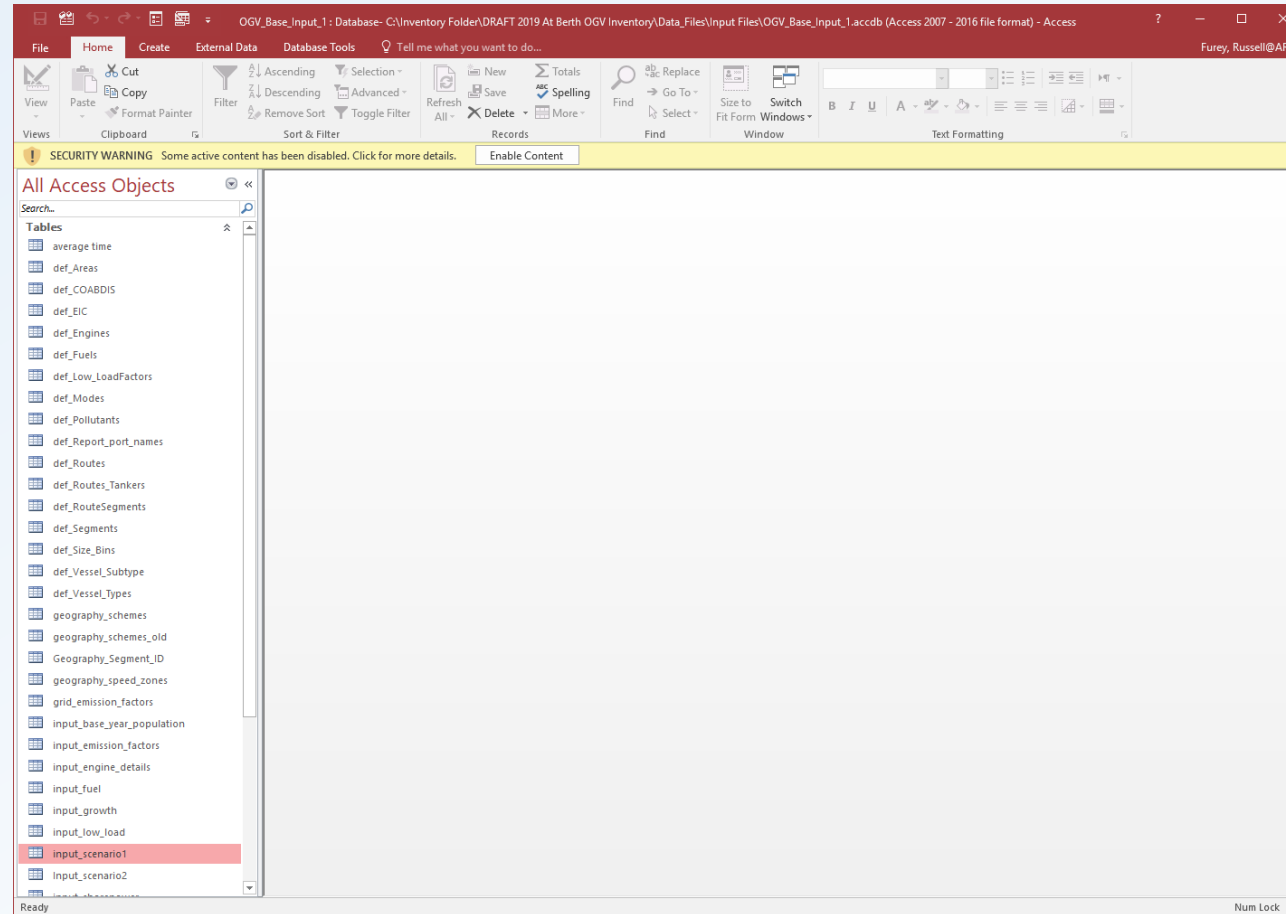 OGV_Base_Input_1 : Database- C:\Inventory Folder\DRAFT 2019 At Berth OGV Inventory\Data_Files\Input Files\OGV_Base_Input_1.accdb (Access 2007 - 2016 file format) - Access ?
File Home Create External Data Database Tools Tell me what you want to do... Furey, Russell@AR
Cut Ascending Selection New Totals Replace
Copy Descending Advanced Save Spelling Go To
View Paste Format Painter Filter Remove Sort Toggle Filter Refresh All Delete More Find Select Size to Fit Form Switch Windows B I U A
Views Clipboard Sort & Filter Records Find Window Text Formatting
SECURITY WARNING Some active content has been disabled. Click for more details. Enable Content
All Access Objects
Search...
Tables
average time
def_Areas
def_COABDIS
def_EIC
def_Engines
def_Fuels
def_Low_LoadFactors
def_Modes
def_Pollutants
def_Report_port_names
def_Routes
def_Routes_Tankers
def_RouteSegments
def_Segments
def_Size_Bins
def_Vessel_Subtype
def_Vessel_Types
geography_schemes
geography_schemes_old
Geography_Segment_ID
geography_speed_zones
grid_emission_factors
input_base_year_population
input_emission_factors
input_engine_details
input_fuel
input_growth
input_low_load
input_scenario1
Input_scenario2
Ready Num Lock